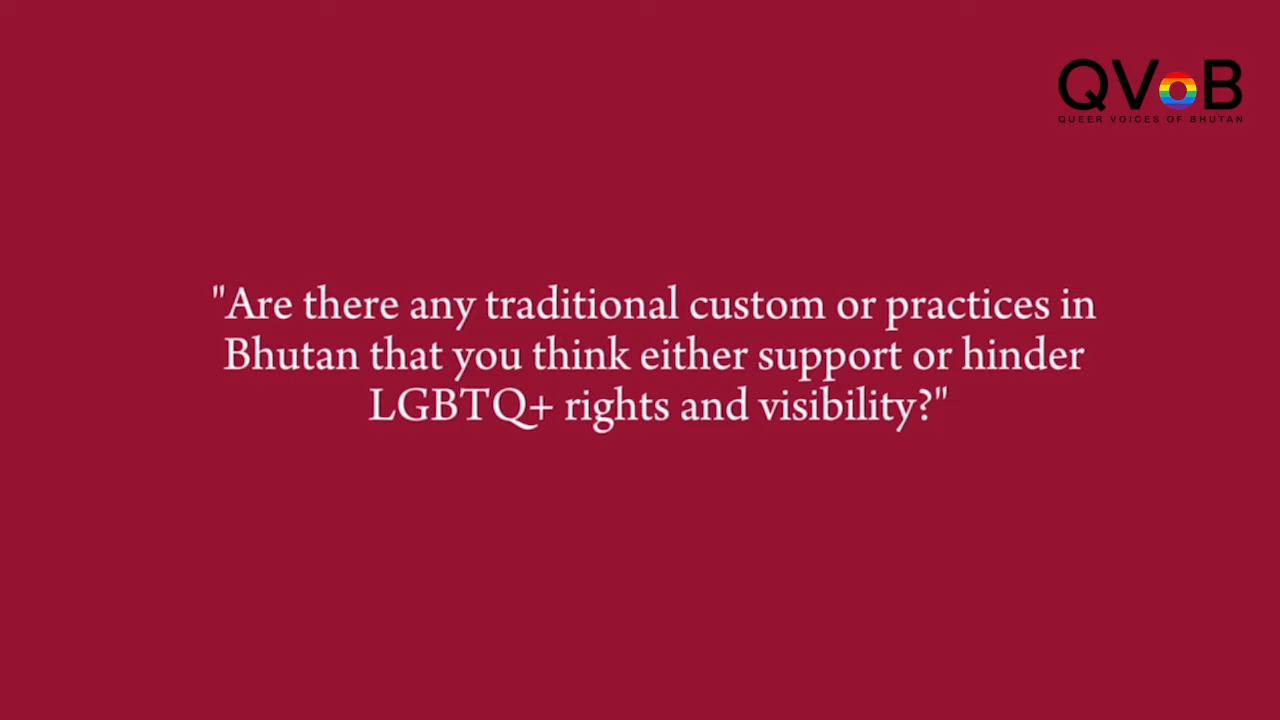 QVoB
QUEER VOICES OF BHUTAN
"Are there any traditional custom or practices in
Bhutan that you think either support or hinder
LGBTQ+ rights and visibility?"